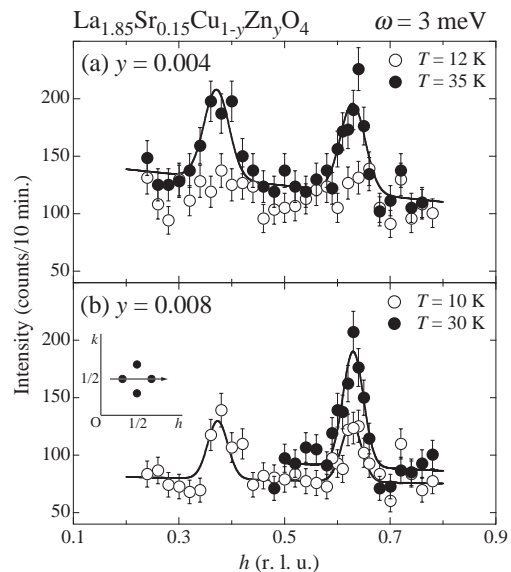 La1.85Sr0.15Cu1-yZnyO4 ω = 3 meV
(a) y = 0.004
T = 12 K
T = 35 K
200
150
100
50
Intensity (counts/10 min.)
(b) y = 0.008
T = 10 K
T = 30 K
k
1/2
O 1/2 h
200
150
100
50
0.1 0.3 0.5 0.7 0.9
h (r. l. u.)